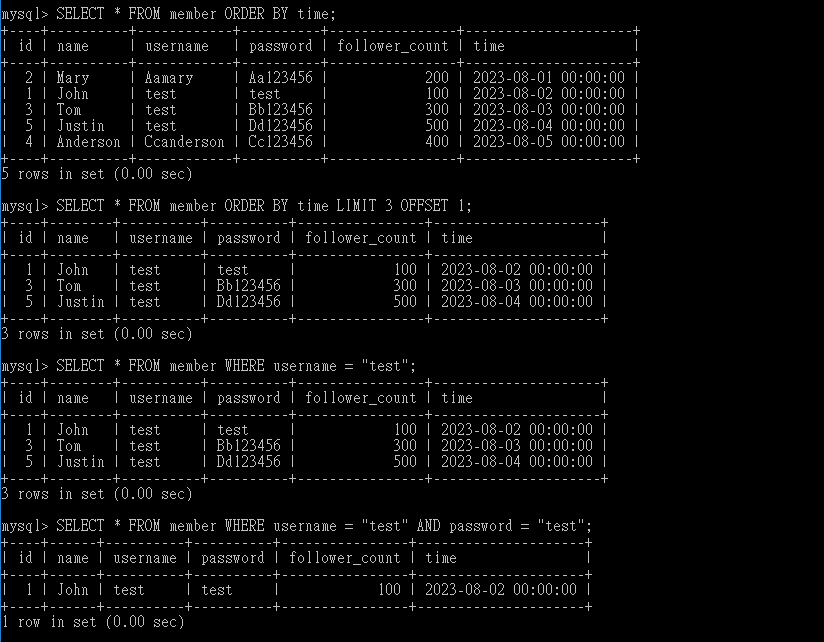 mysql> SELECT * FROM member ORDER BY time;
+----+----------+------------+----------+----------------+---------------------+
| id | name     | username   | password | follower_count | time                |
+----+----------+------------+----------+----------------+---------------------+
|  2 | Mary     | Aamary     | Aa123456 |            200 | 2023-08-01 00:00:00 |
|  1 | John     | test       | test     |            100 | 2023-08-02 00:00:00 |
|  3 | Tom      | test       | Bb123456 |            300 | 2023-08-03 00:00:00 |
|  5 | Justin   | test       | Dd123456 |            500 | 2023-08-04 00:00:00 |
|  4 | Anderson | Ccanderson | Cc123456 |            400 | 2023-08-05 00:00:00 |
+----+----------+------------+----------+----------------+---------------------+
5 rows in set (0.00 sec)
mysql> SELECT * FROM member ORDER BY time LIMIT 3 OFFSET 1;
+----+--------+----------+----------+----------------+---------------------+
| id | name   | username | password | follower_count | time                |
+----+--------+----------+----------+----------------+---------------------+
|  1 | John   | test     | test     |            100 | 2023-08-02 00:00:00 |
|  3 | Tom    | test     | Bb123456 |            300 | 2023-08-03 00:00:00 |
|  5 | Justin | test     | Dd123456 |            500 | 2023-08-04 00:00:00 |
+----+--------+----------+----------+----------------+---------------------+
3 rows in set (0.00 sec)
mysql> SELECT * FROM member WHERE username = "test";
+----+--------+----------+----------+----------------+---------------------+
| id | name   | username | password | follower_count | time                |
+----+--------+----------+----------+----------------+---------------------+
|  1 | John   | test     | test     |            100 | 2023-08-02 00:00:00 |
|  3 | Tom    | test     | Bb123456 |            300 | 2023-08-03 00:00:00 |
|  5 | Justin | test     | Dd123456 |            500 | 2023-08-04 00:00:00 |
+----+--------+----------+----------+----------------+---------------------+
3 rows in set (0.00 sec)
mysql> SELECT * FROM member WHERE username = "test" AND password = "test";
+----+------+----------+----------+----------------+---------------------+
| id | name | username | password | follower_count | time                |
+----+------+----------+----------+----------------+---------------------+
|  1 | John | test     | test     |            100 | 2023-08-02 00:00:00 |
+----+------+----------+----------+----------------+---------------------+
1 row in set (0.00 sec)